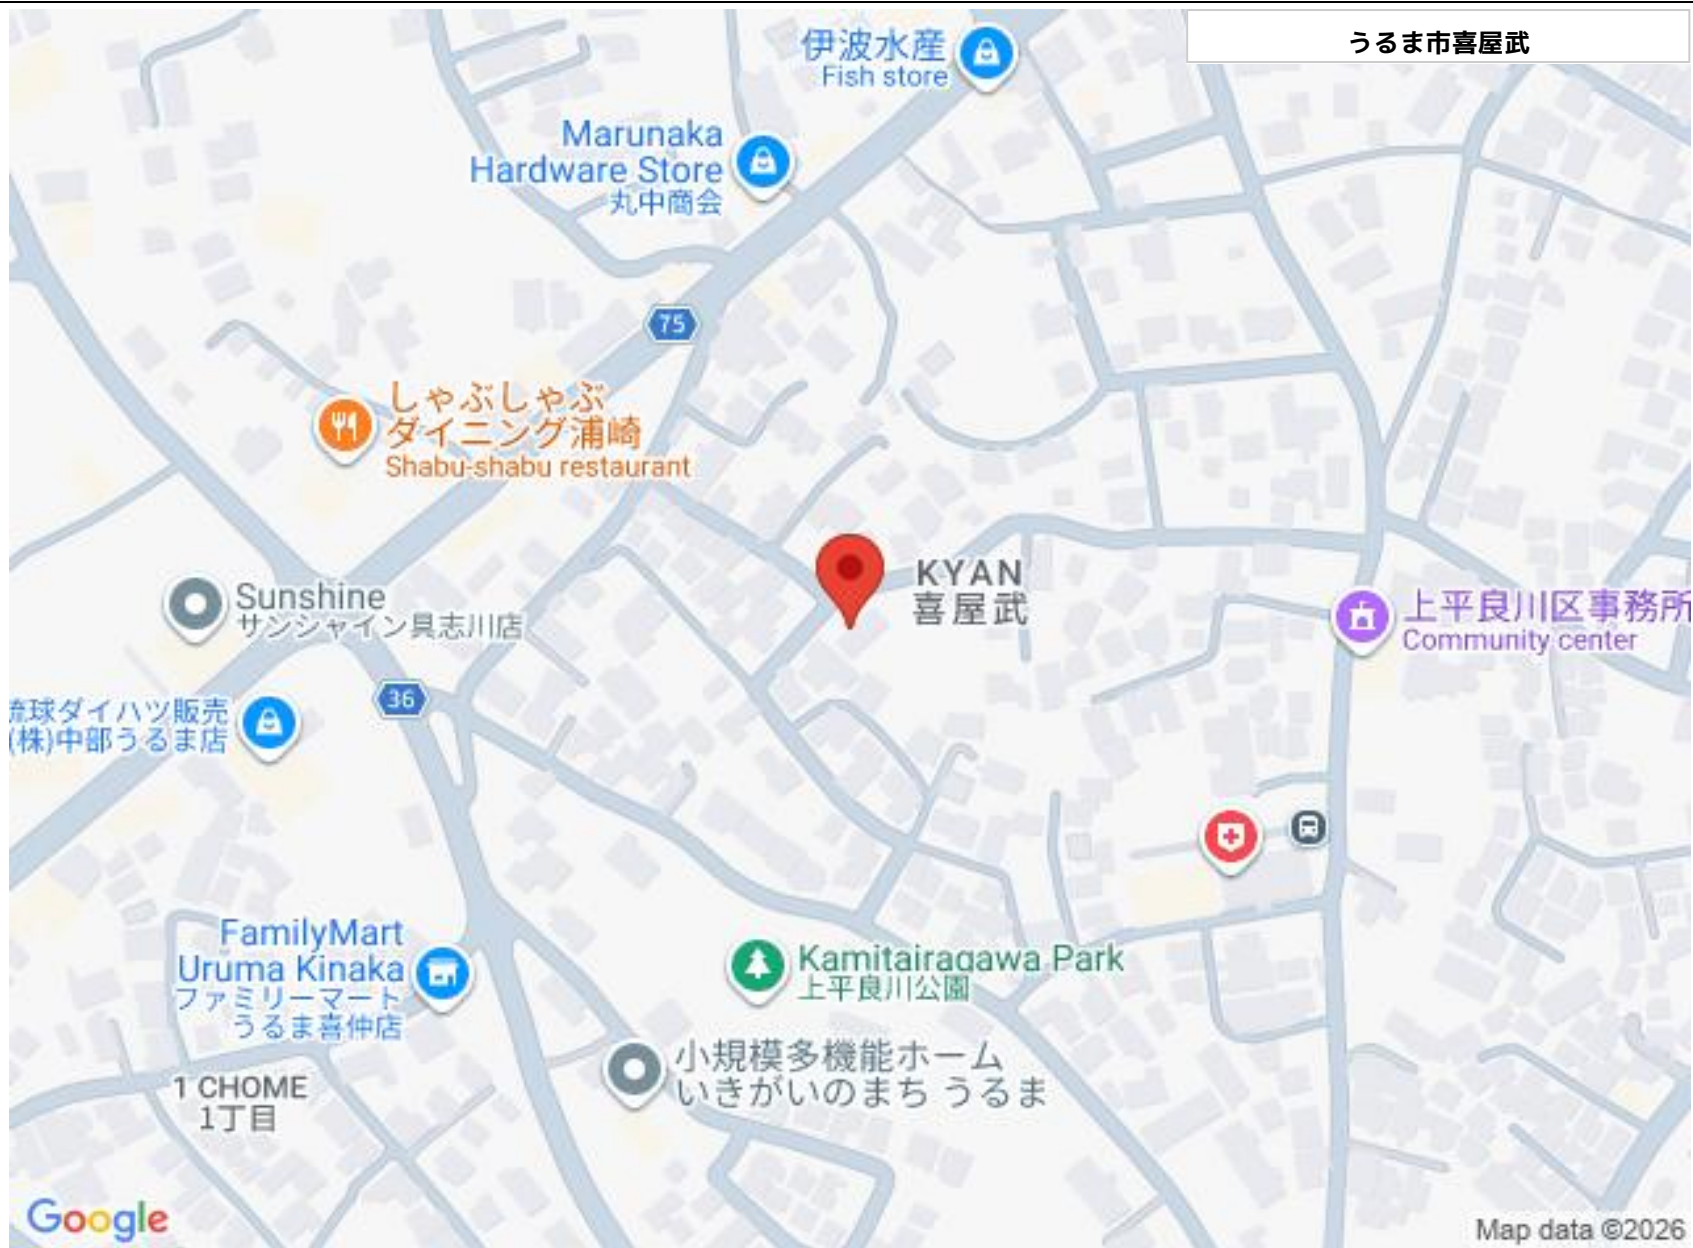 うるま市喜屋武
伊波水産
Fish store
Marunaka
Hardware Store
丸中商会
75
しゃぶしゃぶ
ダイニング浦崎
Shabu-shabu restaurant
KYAN
喜屋武
Sunshine
サンシャイン具志川店
上平良川区事務所
Community center
36
琉球ダイハツ販売
(株)中部うるま店
FamilyMart
Uruma Kinaka
ファミリーマート
うるま喜仲店
Kamitairagawa Park
上平良川公園
小規模多機能ホーム
いきがいのまち うるま
1 CHOME
1丁目
Google
Map data ©2026